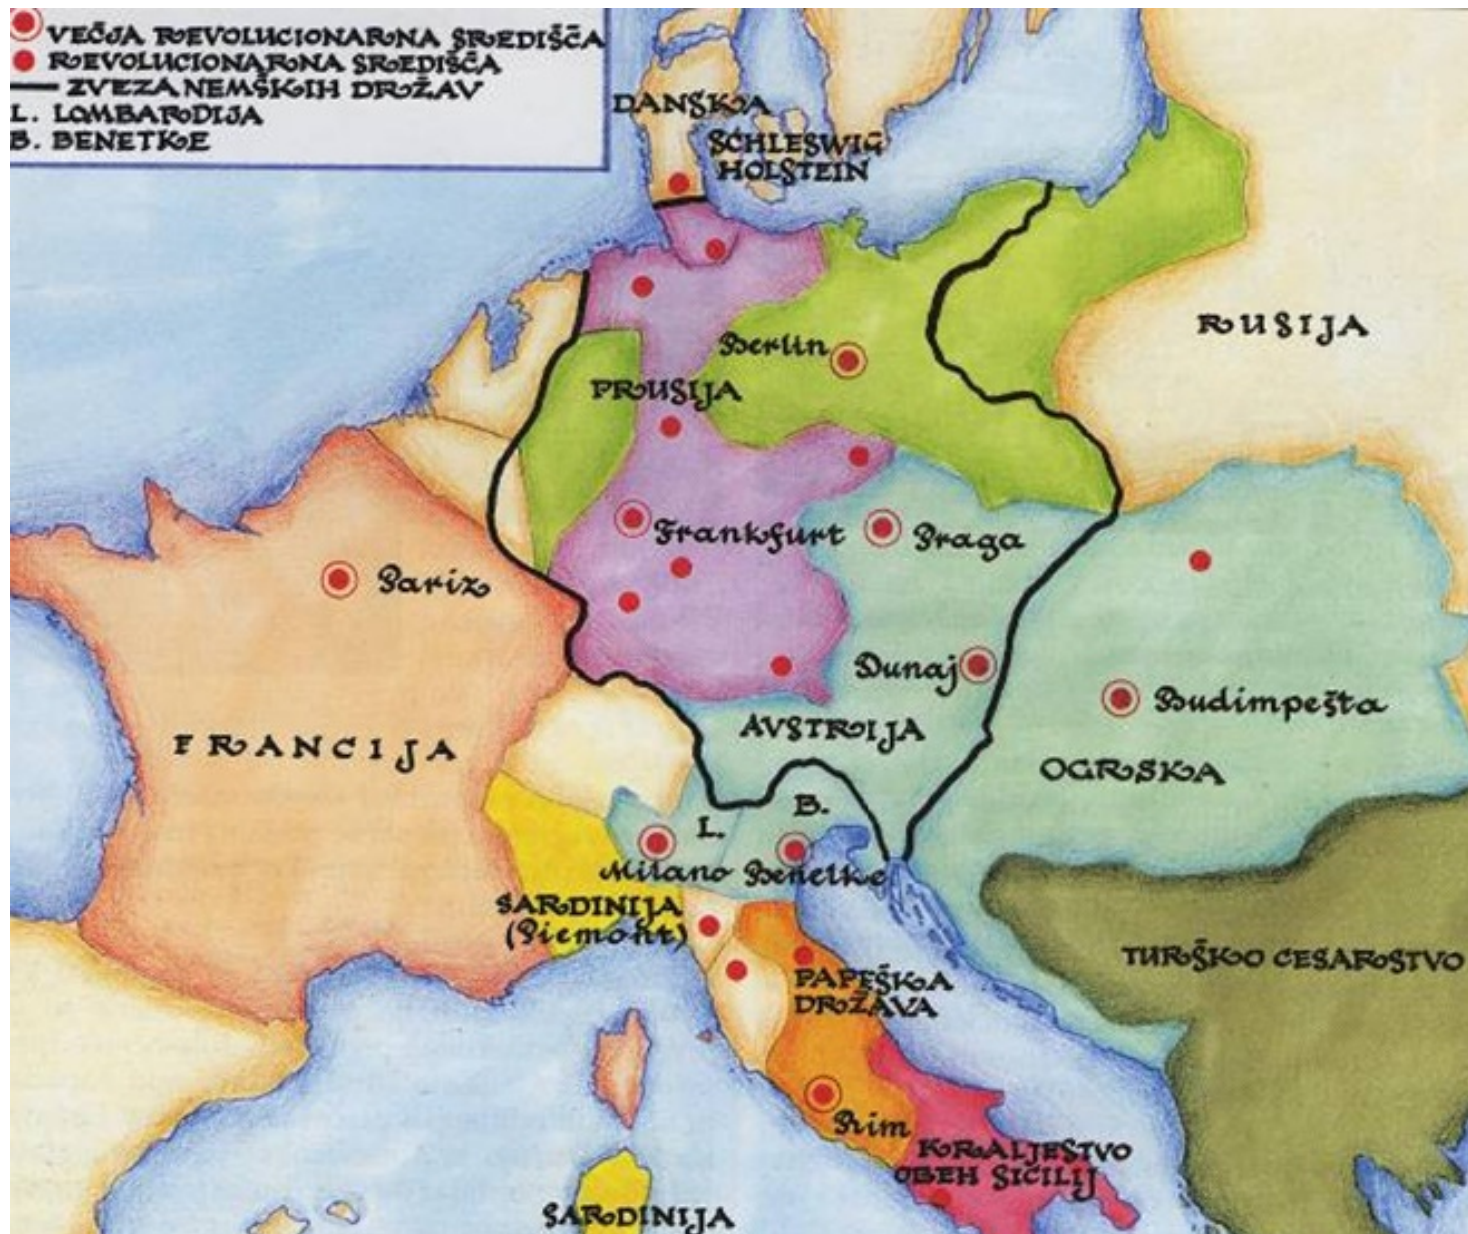 VEČJA REVOLUCIONARNA SREDIŠČA
REVOLUCIONARNA SREDIŠČA
ZVEZA NEMŠKIH DRŽAV
L. LOMBARDIJA
B. BENETKE
DANSKA
SCHLESWIG
HOLSTEIN
RUSIJA
Berlin
PRUSIJA
Frankfurt
Praga
Pariz
Dunaj
Budimpešta
AVSTRIJA
FRANCIJA
OGRSKA
B.
L.
Milano
Benetke
SARDINIJA
(Piemont)
TURŠKO CESARSTVO
PAPEŠKA
DRŽAVA
Rim
KRALJESTVO
OBEH SICILIJ
SARDINIJA